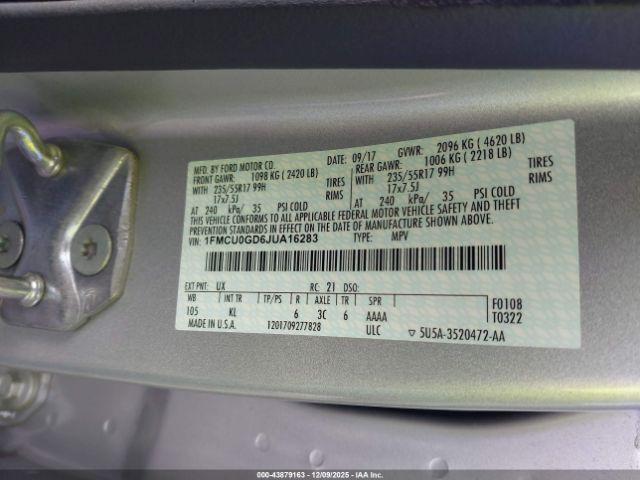 MFD. BY FORD MOTOR CO.
09/17 GVWR: 2096 KG ( 4620 LB)
FRONT GAWR: 1098 KG ( 2420 LB) REAR GAWR: 1006 KG ( 2218 LB)
WITH TIRES WITH TIRES
235/55R17 99H 235/55R17 99H
17x7.5J RIMS 17x7.5J RIMS
AT 240 kPa/ 35 PSI COLD AT 240 kPa/ 35 PSI COLD
THIS VEHICLE CONFORMS TO ALL APPLICABLE FEDERAL MOTOR VEHICLE SAFETY AND THEFT
PREVENTION STANDARDS IN EFFECT ON THE DATE OF MANUFACTURE SHOWN ABOVE.
VIN: 1FMCU0GD6JUA16283 TYPE: MPV
EXT PNT: UX RC: 21 DSO:
WB INT TR TP/PS R AXLE TR SPR
105 KL 6 3C 6 AAAA
F0108
T0322
MADE IN U.S.A. 1201709277828 ULC ▽ 5U5A-3520472-AA
000-43879163 - 12/09/2025 - IAAI.COM